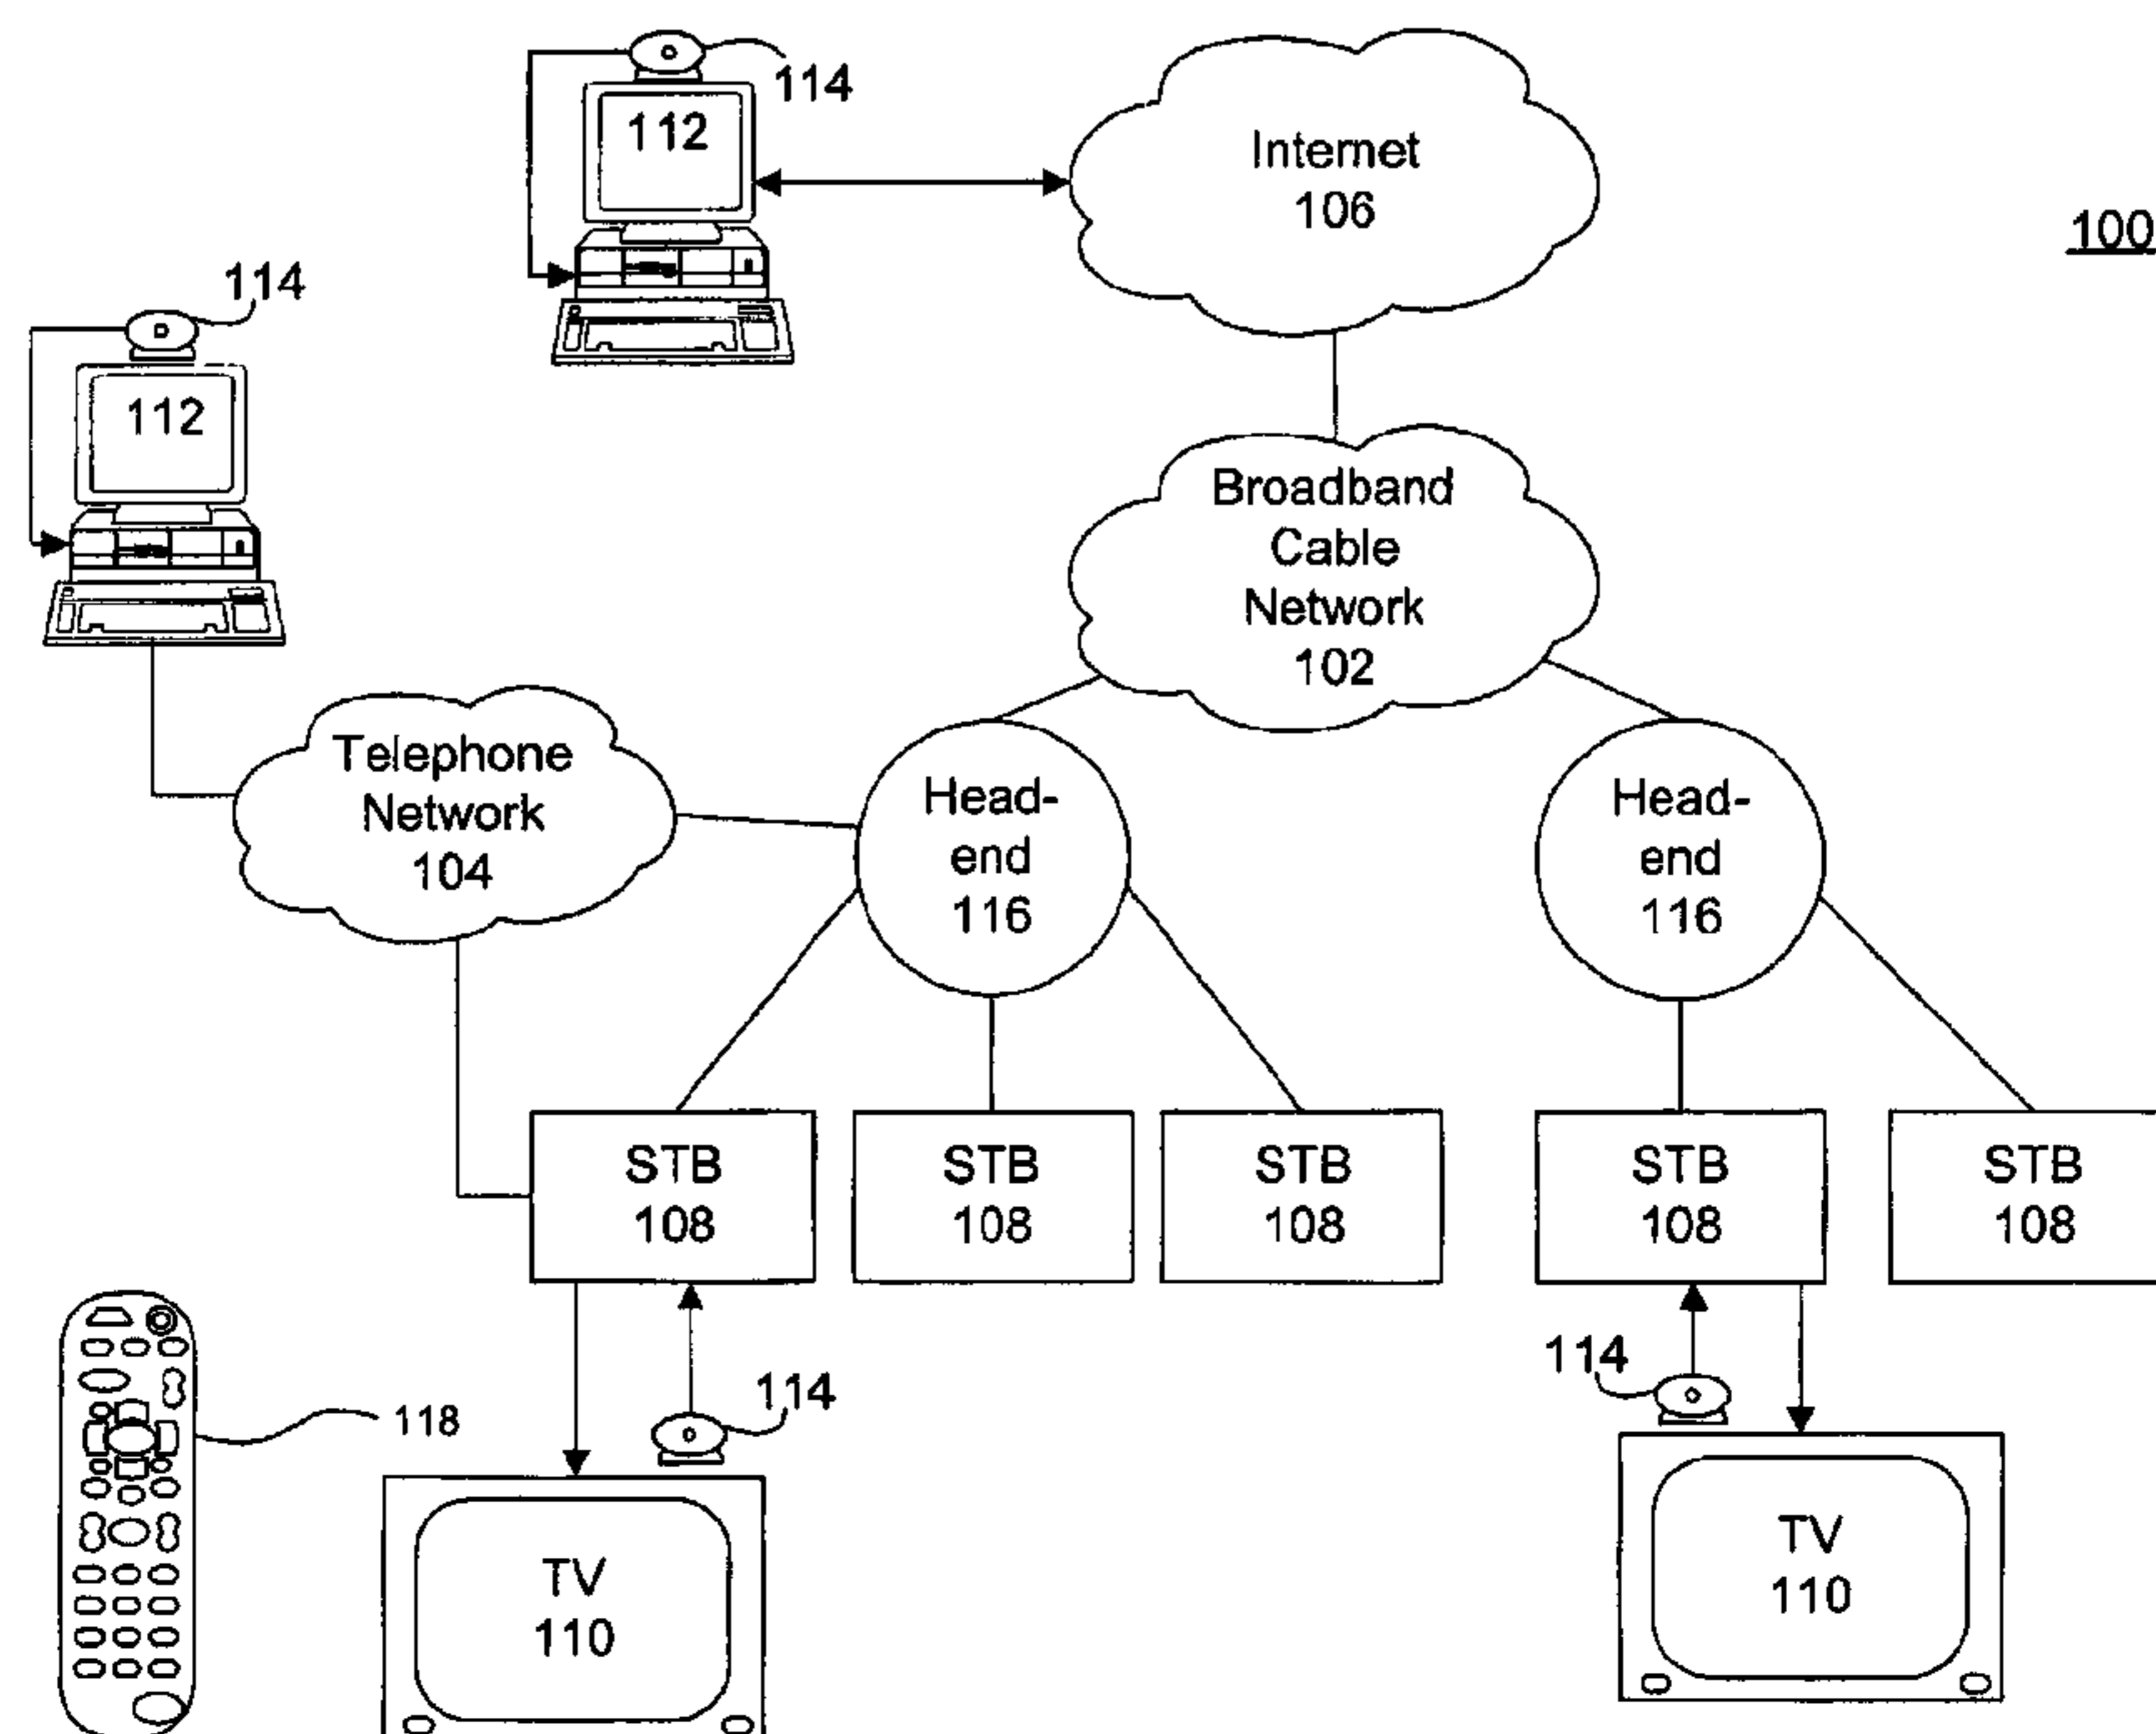 114
112
Internet
106
100
114
112
Broadband
Cable
Network
102
Telephone
Network
104
Head-
end
116
Head-
end
116
STB
108
STB
108
STB
108
STB
108
STB
108
118
114
114
TV
110
TV
110